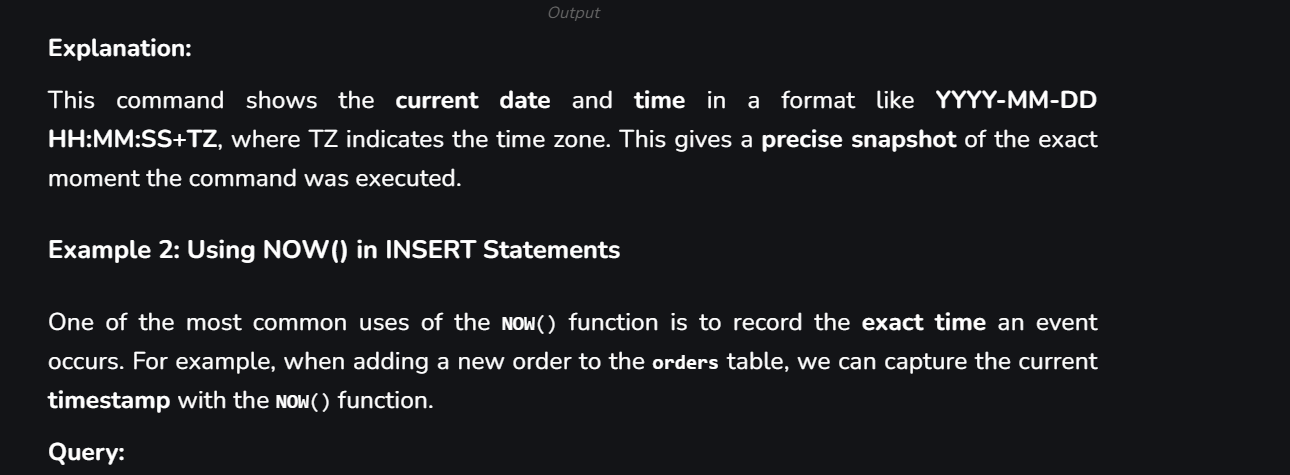 Output
Explanation:
This command shows the current date and time in a format like YYYY-MM-DD
HH:MM:SS+TZ, where TZ indicates the time zone. This gives a precise snapshot of the exact
moment the command was executed.
Example 2: Using NOW() in INSERT Statements
One of the most common uses of the NOW() function is to record the exact time an event
occurs. For example, when adding a new order to the orders table, we can capture the current
timestamp with the NOW() function.
Query: